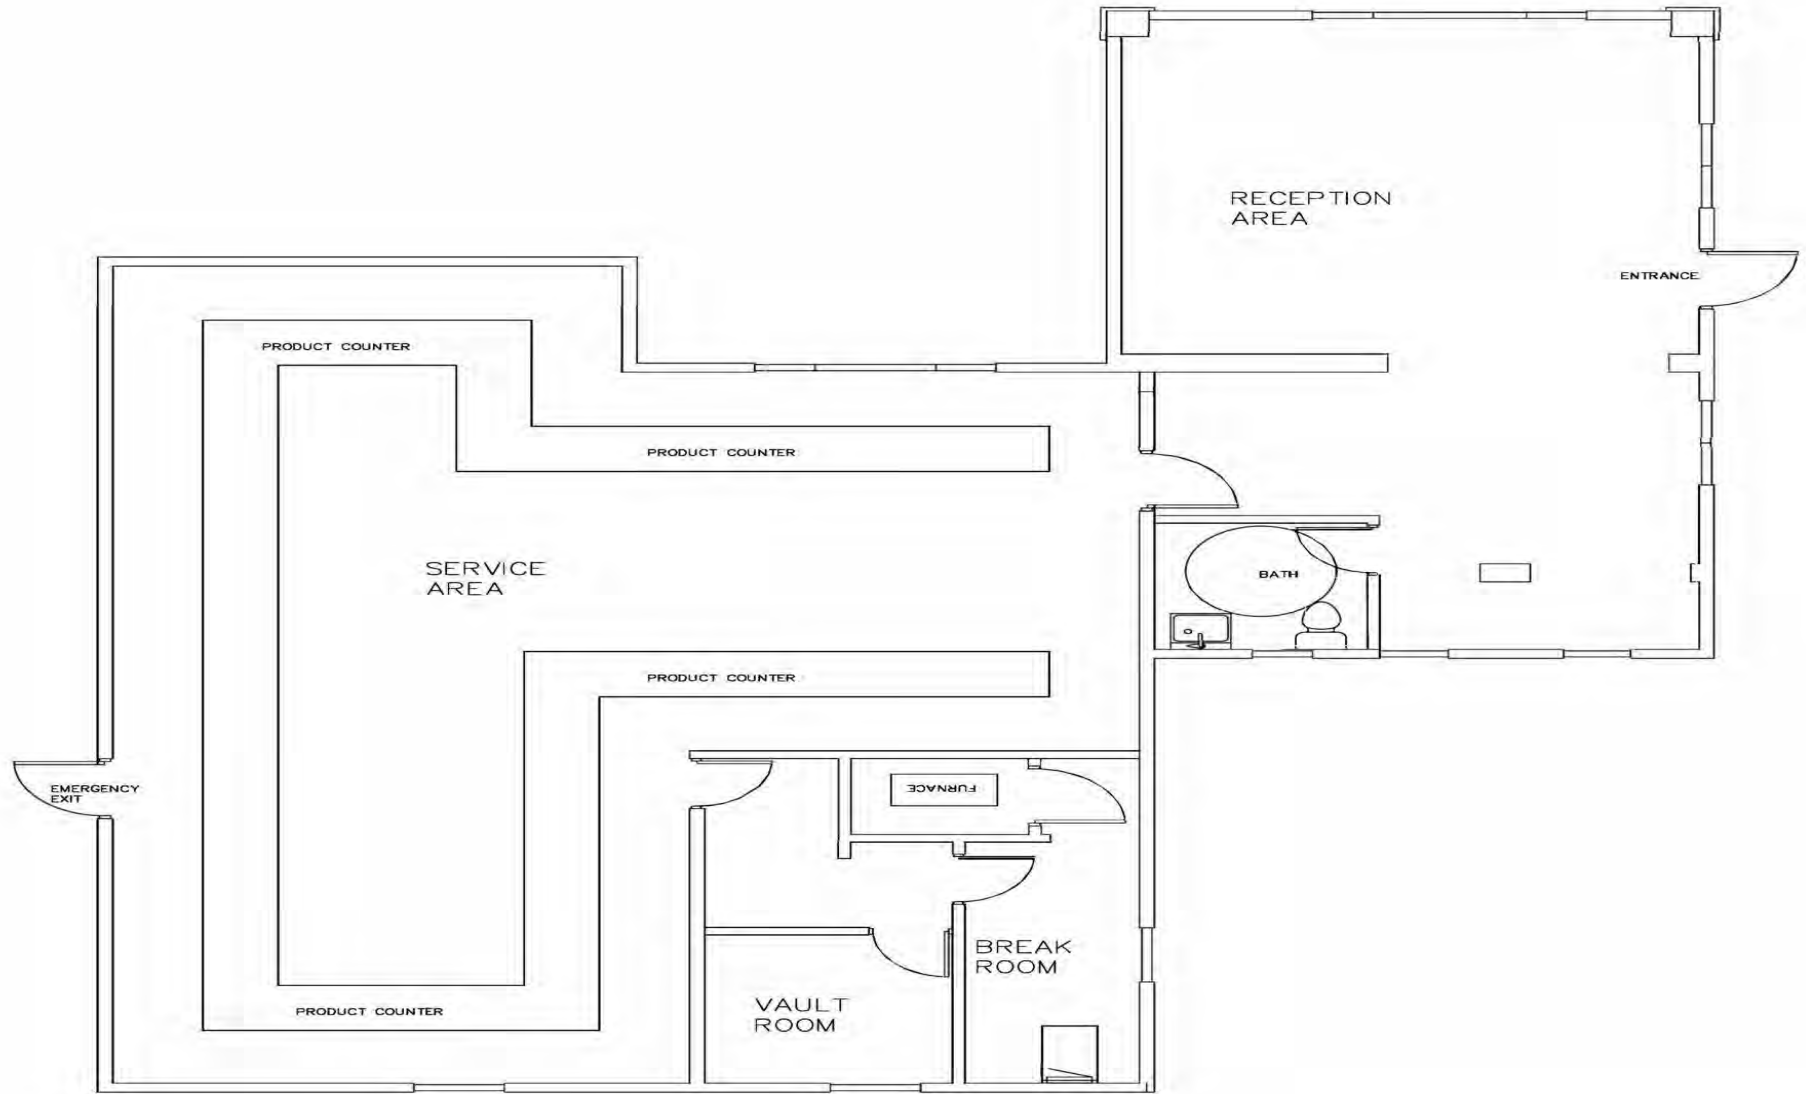 RECEPTION
AREA
ENTRANCE
PRODUCT COUNTER
PRODUCT COUNTER
SERVICE
AREA
BATH
PRODUCT COUNTER
EMERGENCY
EXIT
FURNACE
BREAK
ROOM
VAULT
ROOM
PRODUCT COUNTER